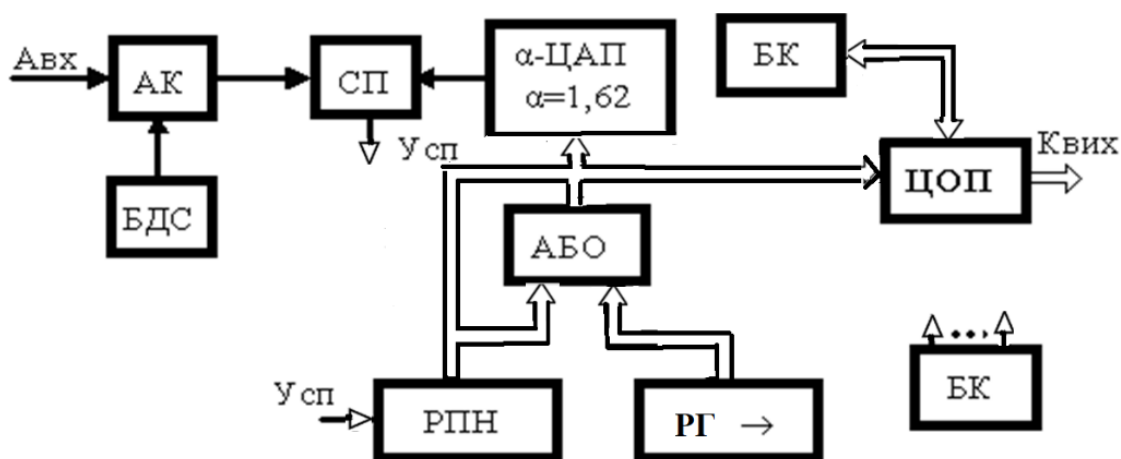 Авх
АК
СП
α-ЦАП
α=1,62
БК
Усп
Квих
ЦОП
БДС
АБО
Усп
РПН
РГ →
БК